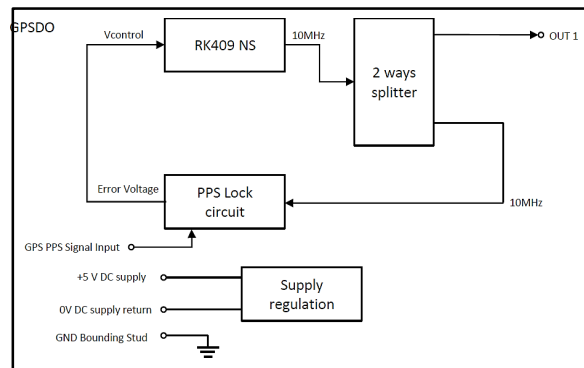 GPSDO
Vcontrol
RK409 NS
10MHz
2 ways
splitter
OUT 1
Error Voltage
PPS Lock
circuit
10MHz
GPS PPS Signal Input
+5 V DC supply
Supply
regulation
0V DC supply return
GND Bounding Stud